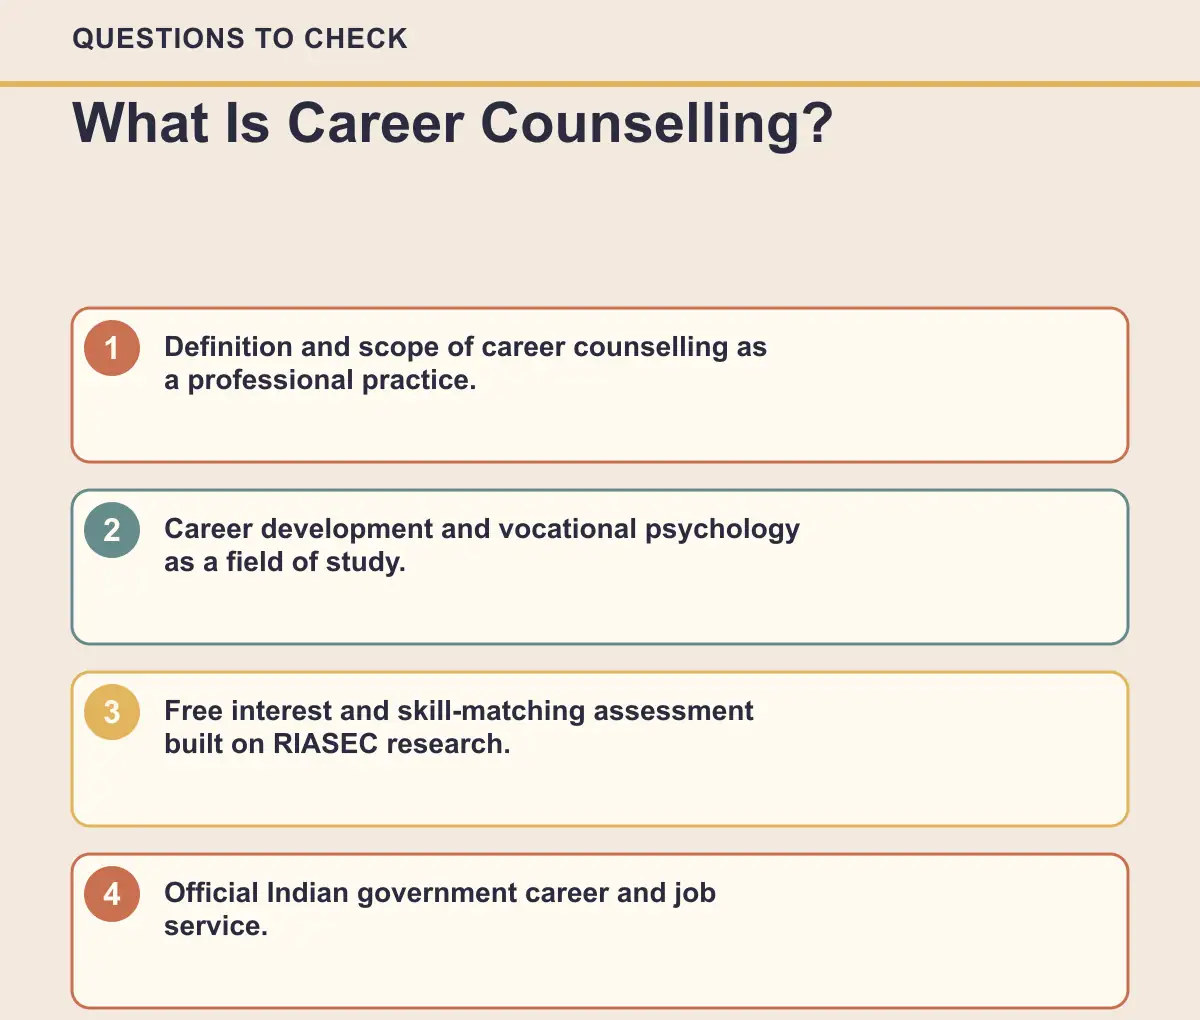 QUESTIONS TO CHECK
What Is Career Counselling?
1
Definition and scope of career counselling as
a professional practice.
2
Career development and vocational psychology
as a field of study.
3
Free interest and skill-matching assessment
built on RIASEC research.
4
Official Indian government career and job
service.